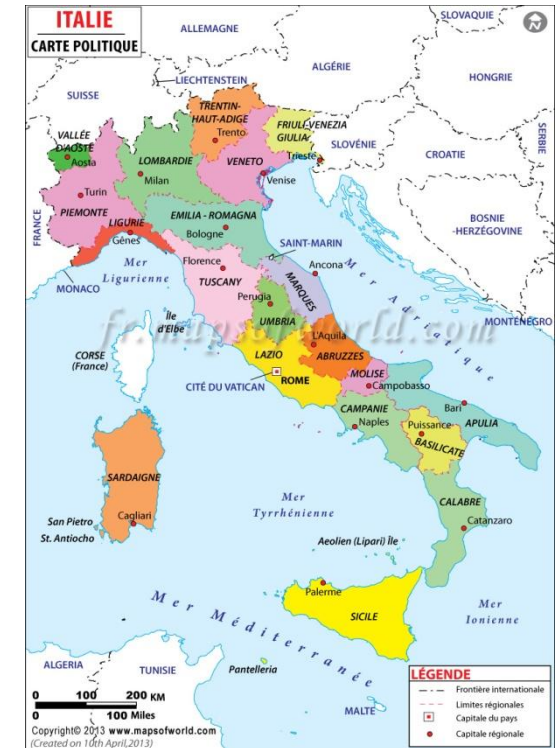 ITALIE
CARTE POLITIQUE
ALLEMAGNE
SLOVAQUIE
N
LIECHTENSTEIN
ALGÉRIE
HONGRIE
SUISSE
TRENTIN-
HAUT-ADIGE
Trento
FRIULI-VENEZIA
GIULIA
SLOVÉNIE
SERBIE
VALLÉE
D'AOSTE
Aosta
LOMBARDIE
VENETO
Trieste
CROATIE
Milan
Venise
Turin
PIEMONTE
FRANCE
EMILIA - ROMAGNA
Bologne
BOSNIE
-HERZÉGOVINE
LIGURIE
Gênes
SAINT-MARIN
Mer
Ligurienne
Florence
Ancona
MONACO
TUSCANY
MARQUES
Mer Adriatique
Perugia
UMBRIA
MONTENEGRO
Île
d'Elbe
fr.mapsofworld.com
CORSE
(France)
L'Aquila
LAZIO
ABRUZZES
ROME
MOLISE
CITÉ DU VATICAN
Campobasso
CAMPANIE
Naples
Bari
APULIA
Puissance
BASILICATE
SARDAIGNE
Mer
Tyrrhénienne
CALABRE
Cagliari
San Pietro
St. Antiocho
Catanzaro
Aeolien (Lipari) Île
Palerme
SICILE
Mer
Ionienne
Mer Méditerranée
ALGERIA
TUNISIE
Pantelleria
MALTE
LÉGENDE
Frontière internationale
Limites régionales
Capitale du pays
Capitale régionale
0 100 200 KM
0 100 Miles
Copyright© 2013 www.mapsofworld.com
(Created on 10th April,2013)